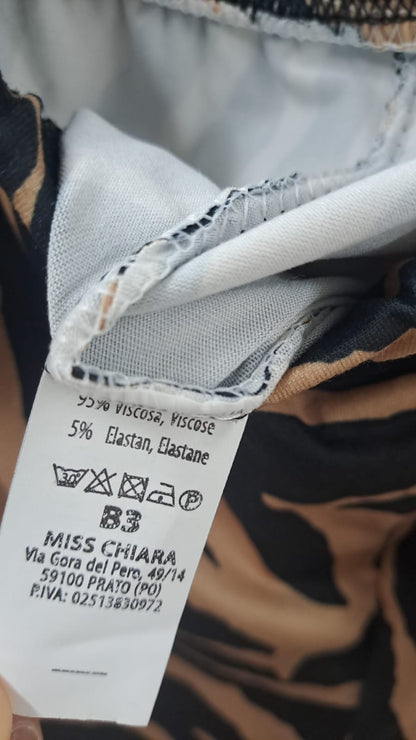 95% Viscosa, Viscose
5% Elastan, Elastane
30 P
B3
MISS CHIARA
Via Gora del Pero, 49/14
59100 PRATO (PO)
P.IVA: 02513830972